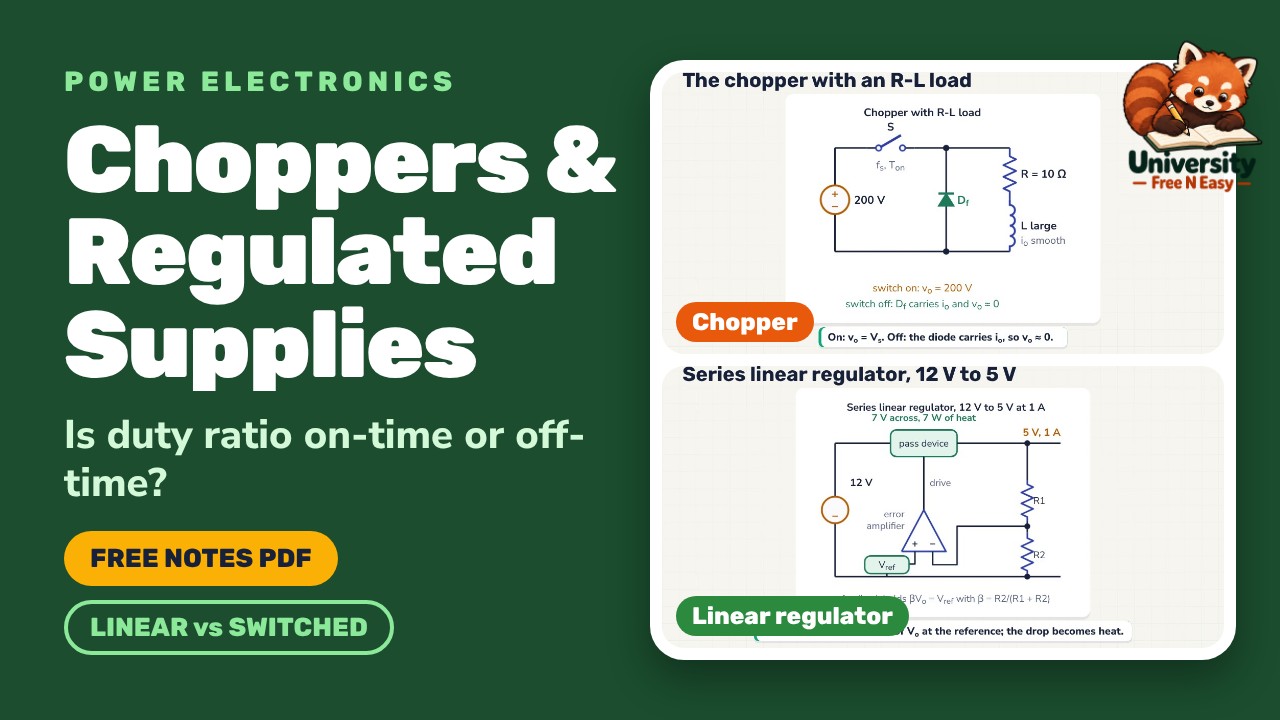 POWER ELECTRONICS
Choppers &
Regulated
Supplies
Is duty ratio on-time or off-
time?
FREE NOTES PDF
LINEAR vs SWITCHED
The chopper with an R-L load
Chopper with R-L load
S
fs, Ton
+
−
200 V
Df
R = 10 Ω
L large
io smooth
switch on: vo = 200 V
switch off: Df carries io and vo ≈ 0
Chopper
On: vo = Vs. Off: the diode carries io, so vo ≈ 0.
University
Free N Easy
Series linear regulator, 12 V to 5 V
Series linear regulator, 12 V to 5 V at 1 A
7 V across, 7 W of heat
pass device
5 V, 1 A
12 V
drive
−
error
amplifier
+ −
R1
R2
Vref
βVo = Vref with β = R2/(R1 + R2)
Linear regulator
Vo at the reference; the drop becomes heat.